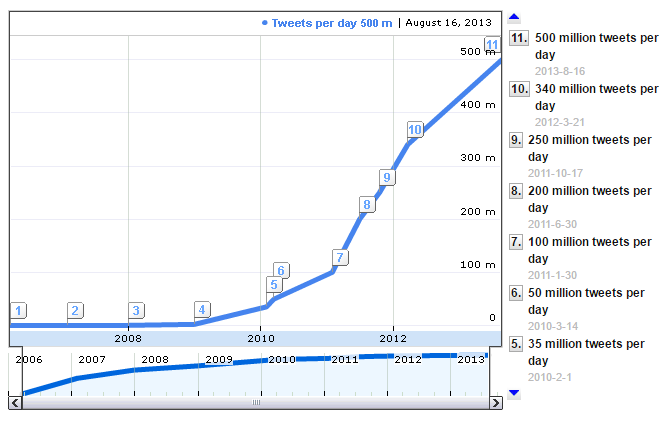 Tweets per day 500 m | August 16, 2013
500 m
400 m
300 m
200 m
100 m
0
11
10
9
8
7
6
5
1 2 3 4
2008 2010 2012
2006 2007 2008 2009 2010 2011 2012 2013
11. 500 million tweets per
day
2013-8-16
10. 340 million tweets per
day
2012-3-21
9. 250 million tweets per
day
2011-10-17
8. 200 million tweets per
day
2011-6-30
7. 100 million tweets per
day
2011-1-30
6. 50 million tweets per
day
2010-3-14
5. 35 million tweets per
day
2010-2-1